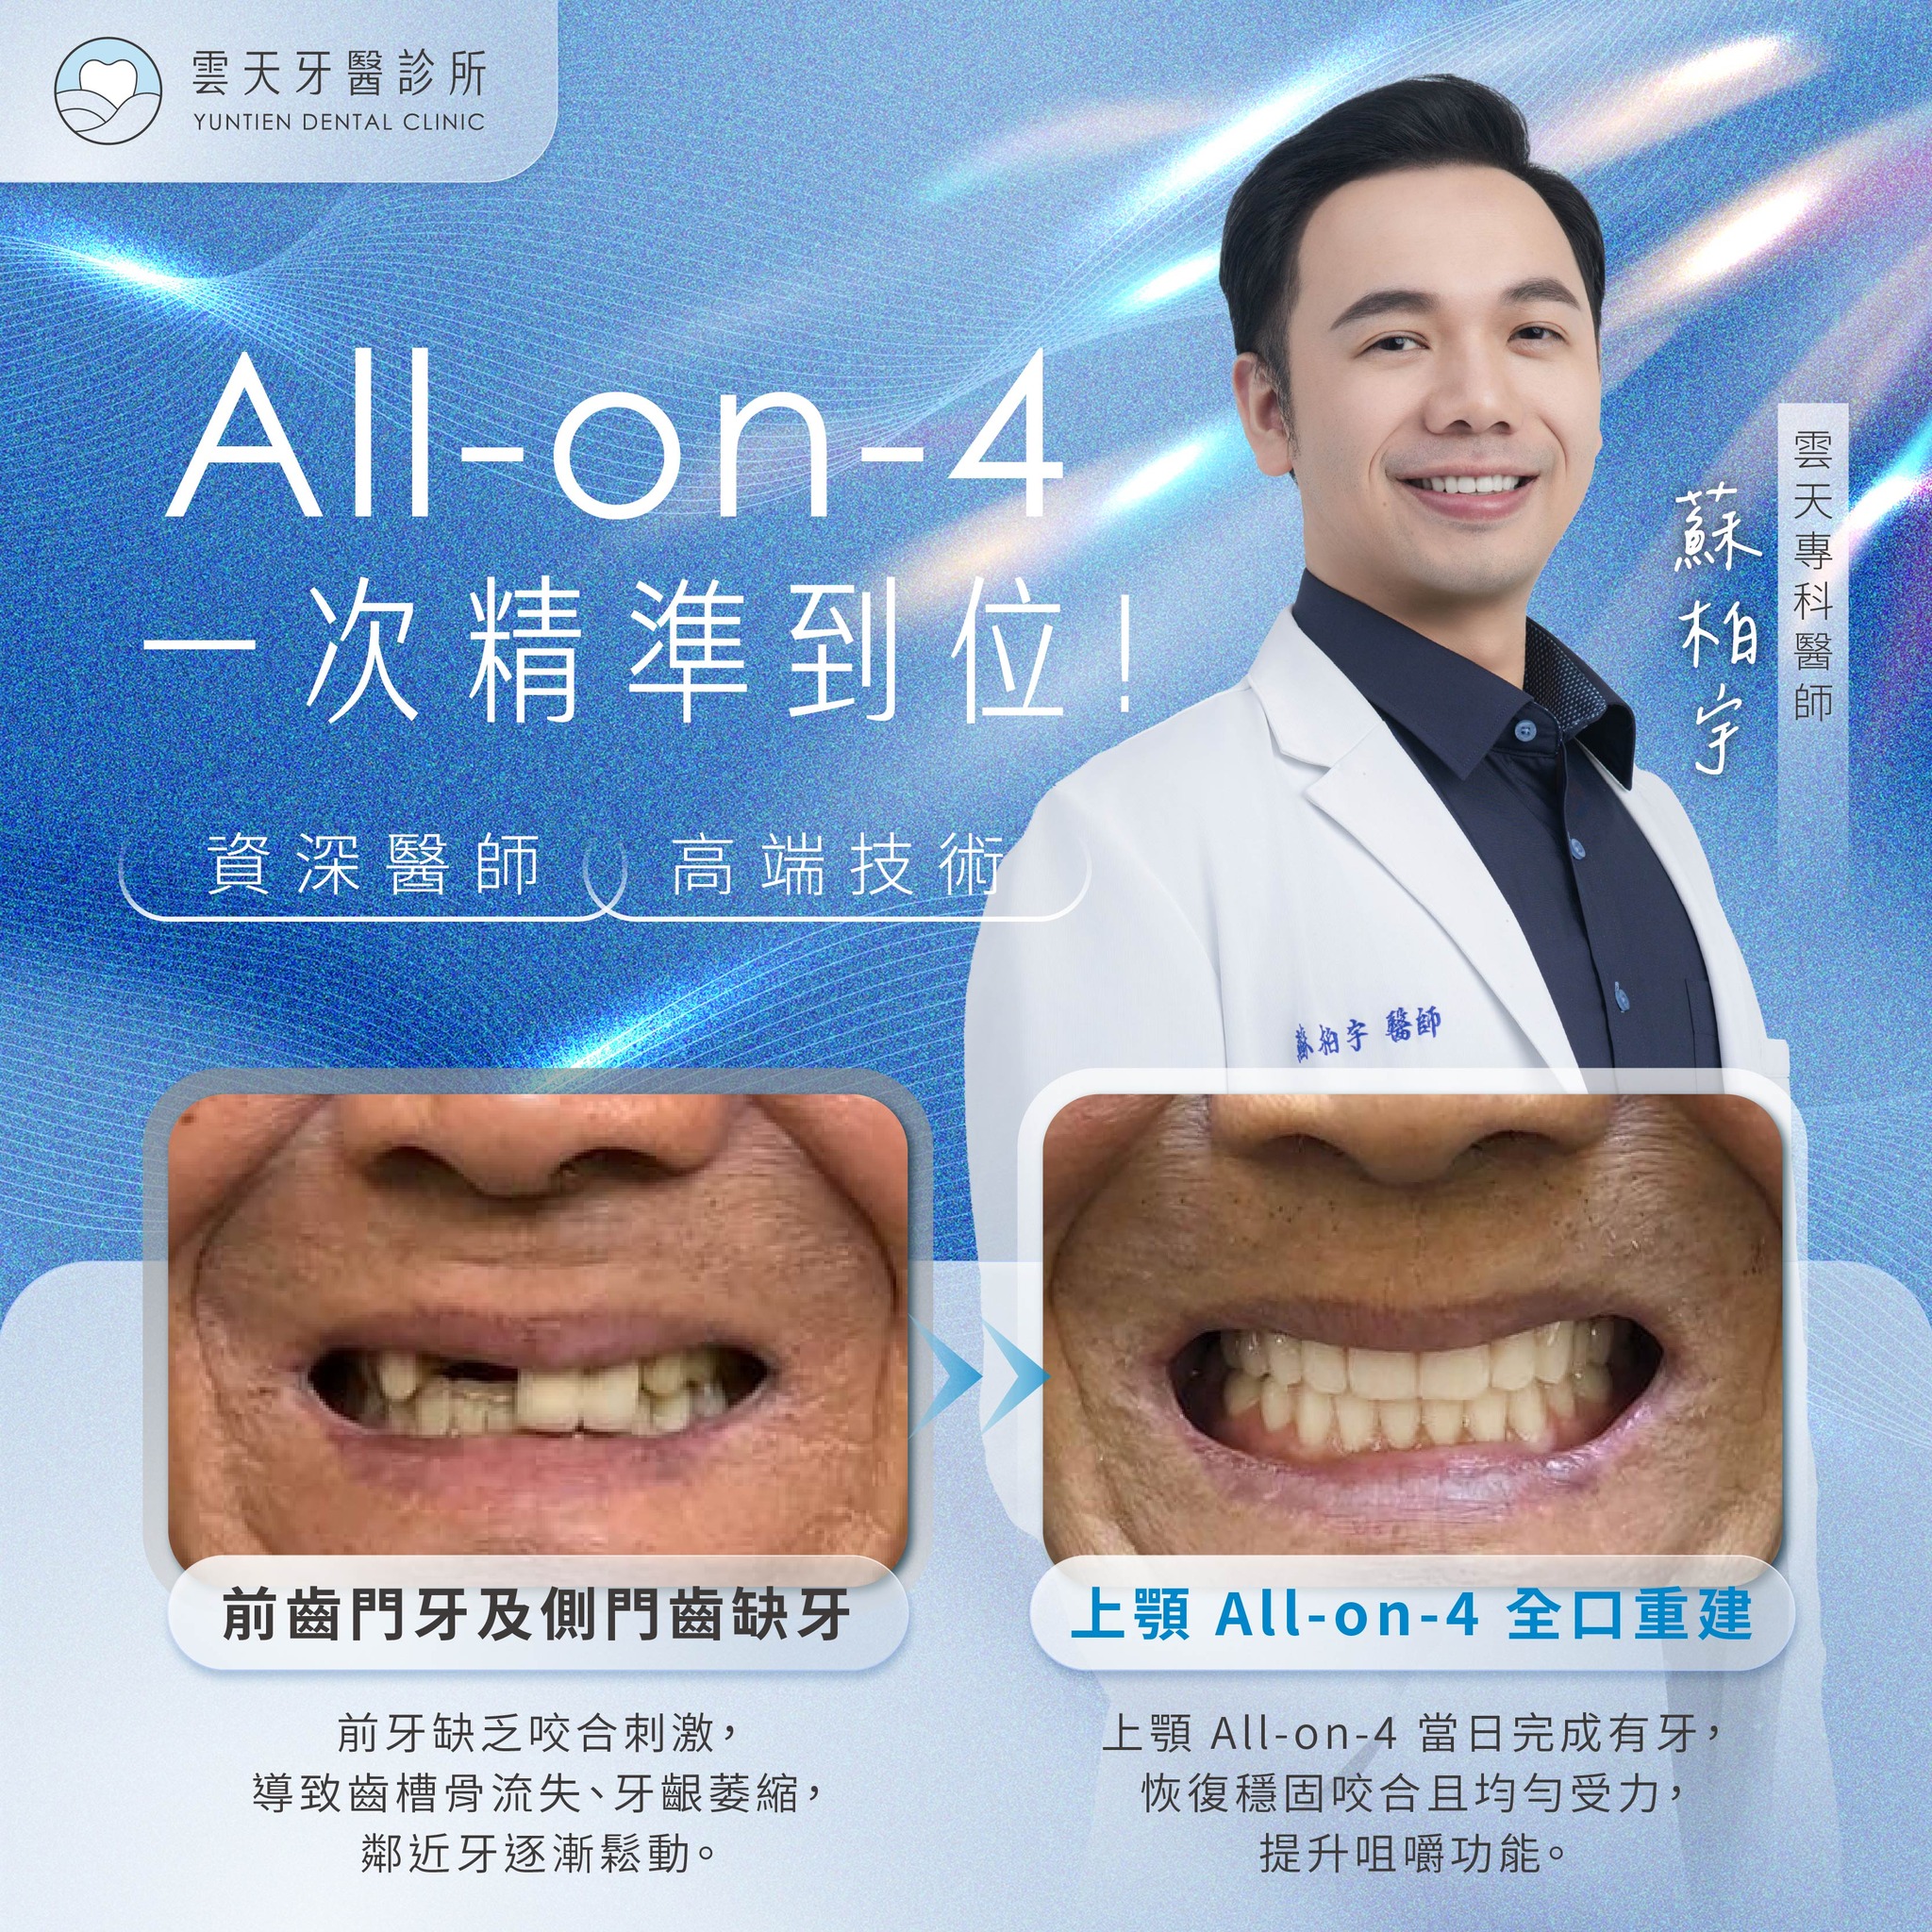 雲天牙醫診所
YUNTIEN DENTAL CLINIC
All-on-4
一次精準到位!
資深醫師
高端技術
雲天專科醫師
蘇柏宇
蘇柏宇 醫師
前齒門牙及側門齒缺牙
前牙缺乏咬合刺激,
導致齒槽骨流失、牙齦萎縮,
鄰近牙逐漸鬆動。
上顎 All-on-4 全口重建
上顎 All-on-4 當日完成有牙,
恢復穩固咬合且均勻受力,
提升咀嚼功能。